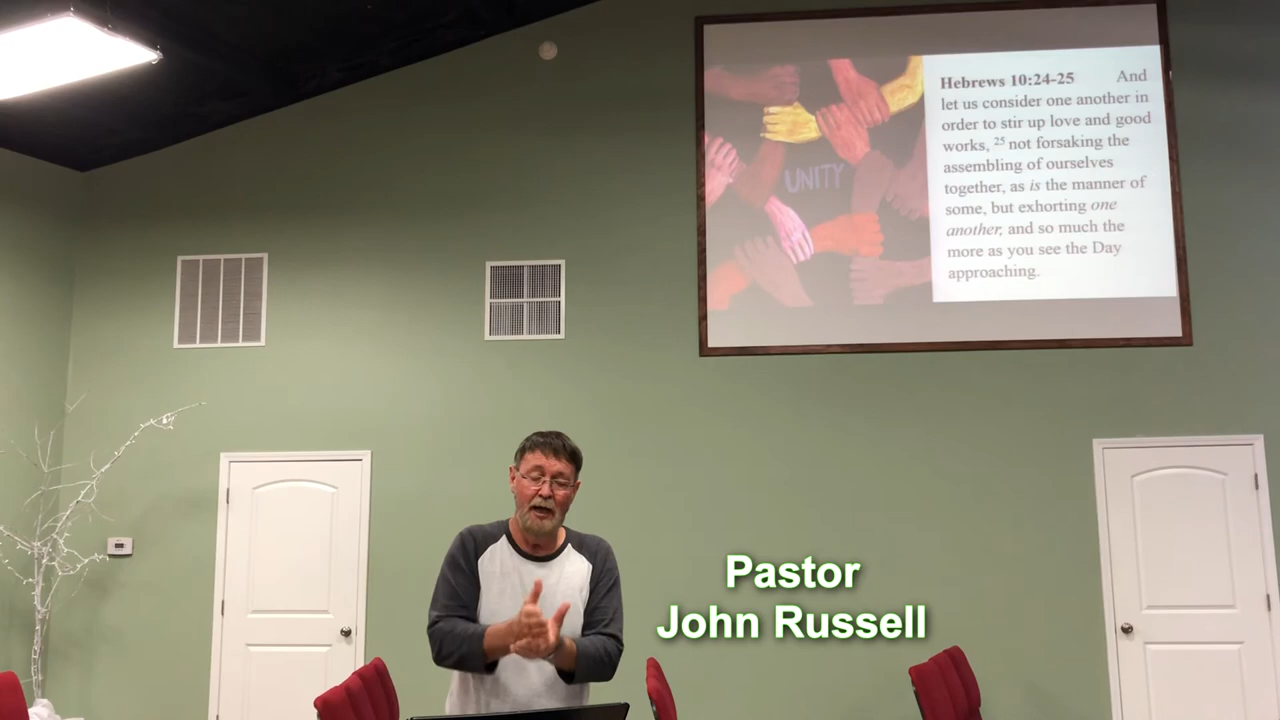 Hebrews 10:24-25 And
let us consider one another in
order to stir up love and good
works, 25 not forsaking the
assembling of ourselves
together, as is the manner of
some, but exhorting one
another, and so much the
more as you see the Day
approaching.
UNITY
Pastor
John Russell